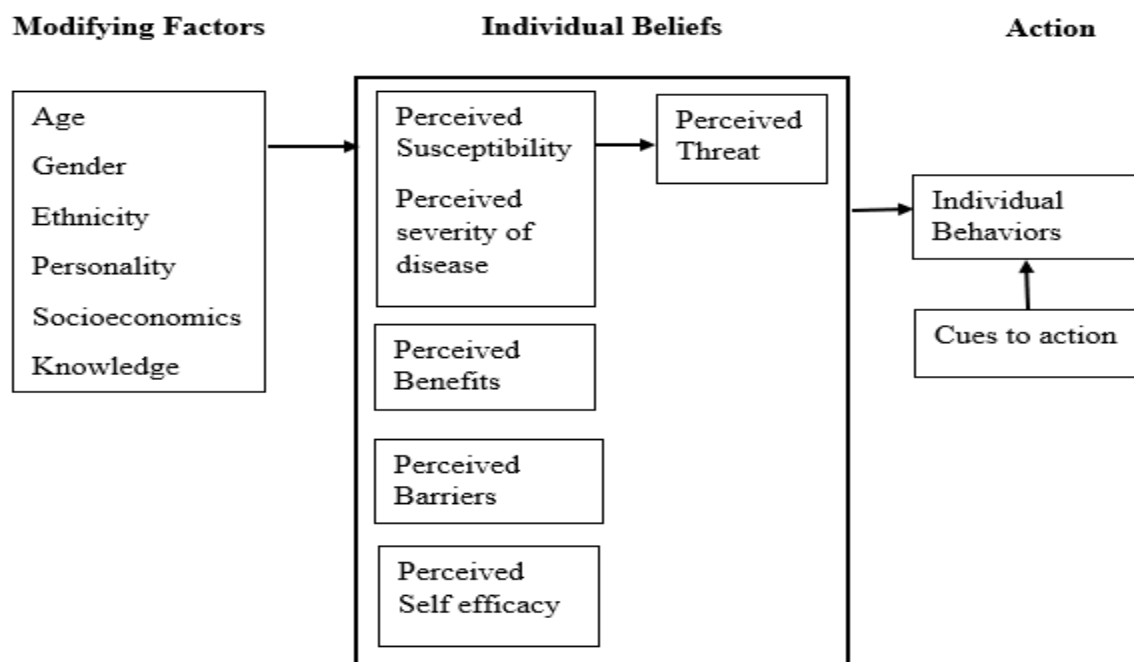 Modifying Factors
Individual Beliefs
Action
Age
Gender
Ethnicity
Personality
Socioeconomics
Knowledge
Perceived
Susceptibility
Perceived
severity of
disease
Perceived
Threat
Perceived
Benefits
Perceived
Barriers
Perceived
Self efficacy
Individual
Behaviors
Cues to action